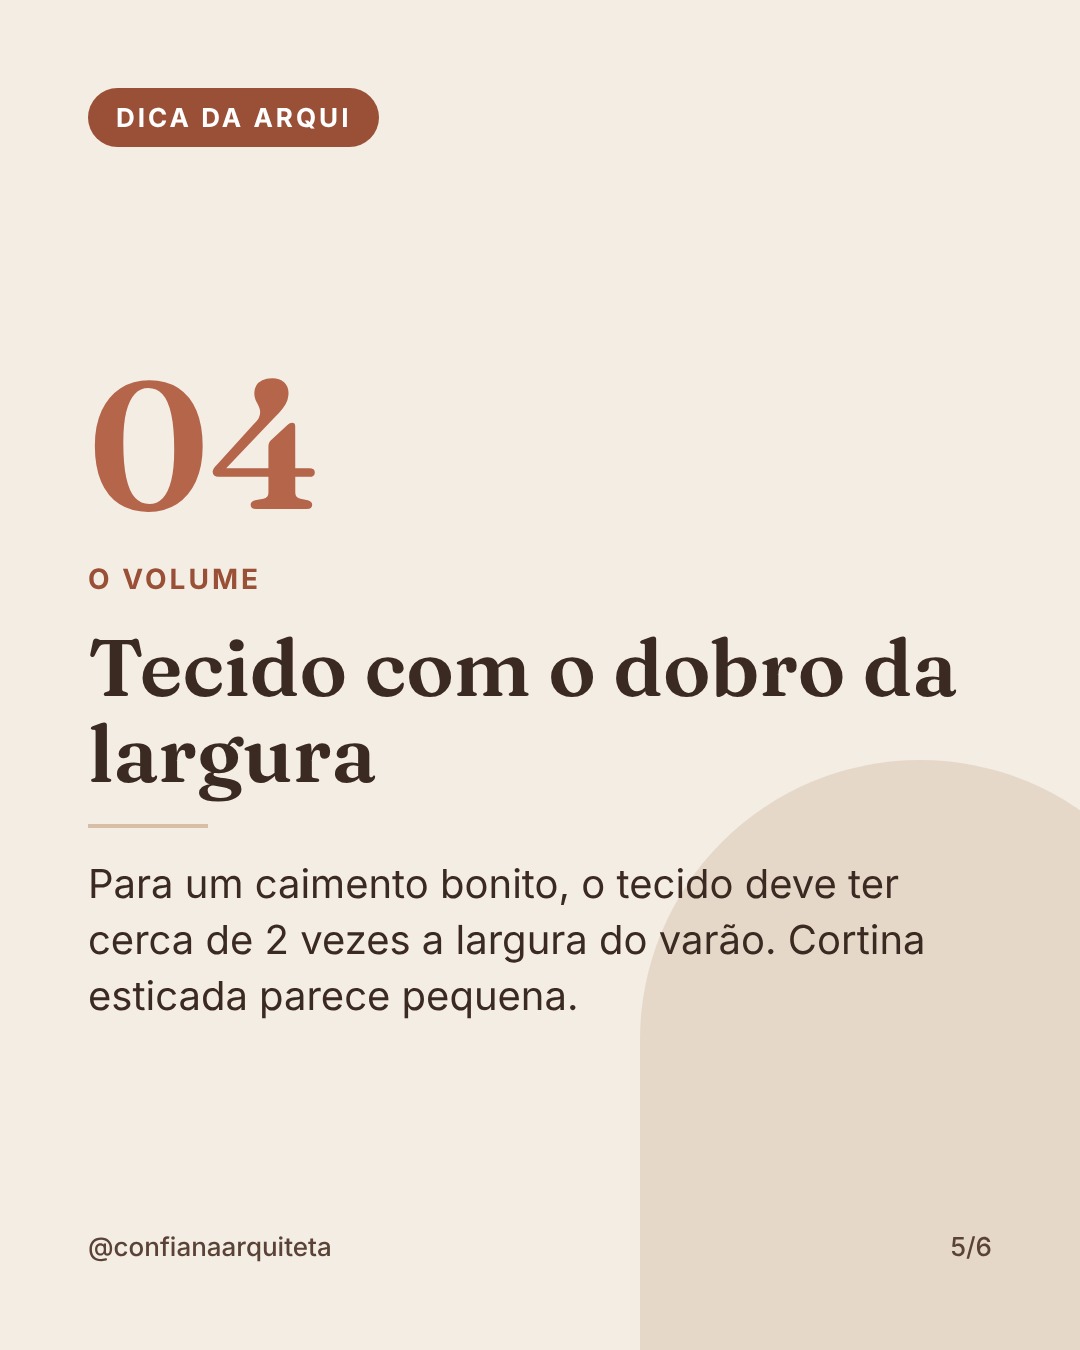 DICA DA ARQUI
04
O VOLUME
Tecido com o dobro da
largura
Para um caimento bonito, o tecido deve ter
cerca de 2 vezes a largura do varão. Cortina
esticada parece pequena.
@confianaarquiteta
5/6